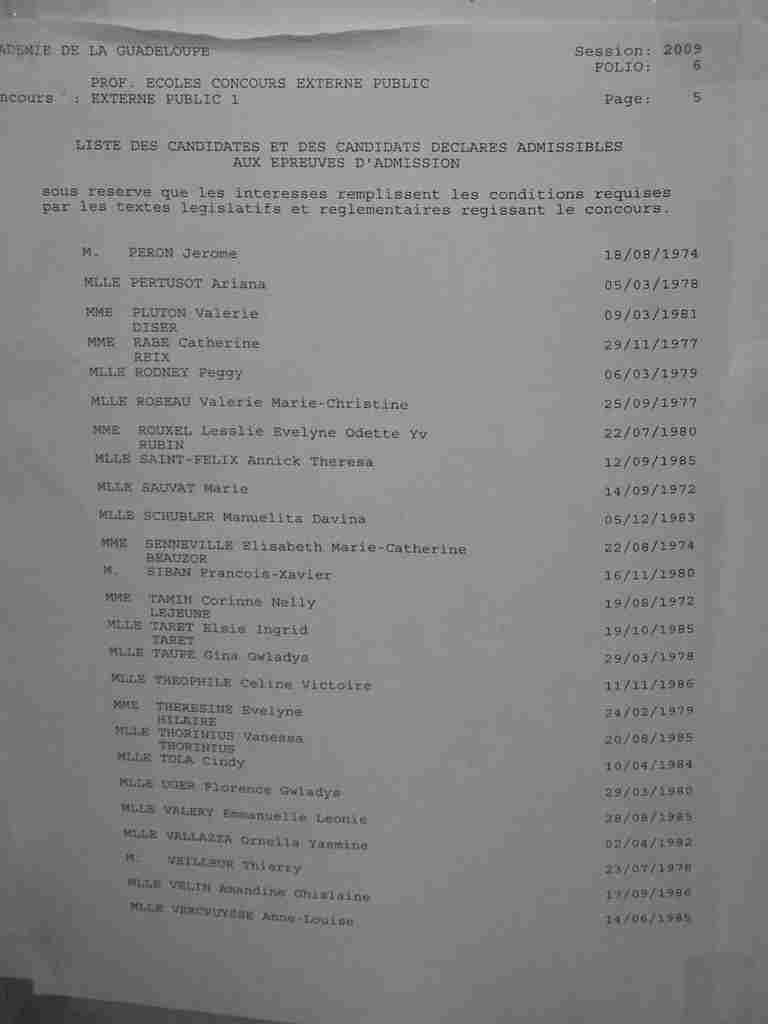 ADEMIE DE LA GUADELOUPE Session: 2009
FOLIO: 6
PROF. ECOLES CONCOURS EXTERNE PUBLIC
ncours : EXTERNE PUBLIC 1 Page: 5
LISTE DES CANDIDATES ET DES CANDIDATS DECLARES ADMISSIBLES
AUX EPREUVES D'ADMISSION
sous reserve que les interesses remplissent les conditions requises
par les textes legislatifs et reglementaires regissant le concours.
M. PERON Jerome 18/08/1974
MLLE PERTUSOT Ariana 05/03/1978
MME PLUTON Valerie 09/03/1981
DISER
MME RABE Catherine 29/11/1977
REIX
MLLE RODNEY Peggy 06/03/1979
MLLE ROSEAU Valerie Marie-Christine 25/09/1977
MME ROUXEL Lesslie Evelyne Odette Yv 22/07/1980
RUBIN
MLLE SAINT-FELIX Annick Theresa 12/09/1985
MLLE SAUVAT Marie 14/09/1972
MLLE SCHUBLER Manuelita Davina 05/12/1983
MME SENNEVILLE Elisabeth Marie-Catherine 22/08/1974
BEAUZOR
M. SIBAN Francois-Xavier 16/11/1980
MME TAMIN Corinne Nelly 19/08/1972
LEJEUNE
MLLE TARET Elsie Ingrid 19/10/1985
TARET
MLLE TAUPE Gina Gwladys 29/03/1978
MLLE THEOPHILE Celine Victoire 11/11/1986
MME THERESINE Evelyne 24/02/1979
HILAIRE
MLLE THORINIUS Vanessa 20/08/1985
THORINIUS
MLLE TOLA Cindy 10/04/1984
MLLE UGER Florence Gwladys 29/03/1980
MLLE VALERY Emmanuelle Leonie 28/08/1985
MLLE VALLAZZA Ornella Yasmine 02/04/1982
M. VEILLEUR Thierry 23/07/1978
MLLE VELIN Amandine Ghislaine 17/09/1986
MLLE VERCRUYSSE Anne-Louise 14/06/1985